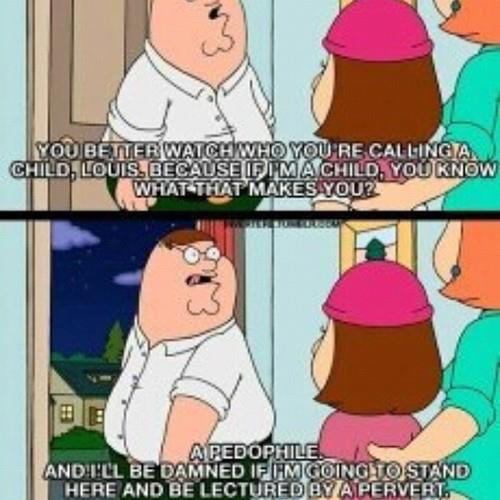 YOU BETTER WATCH WHO YOU'RE CALLING A
CHILD, LOUIS. BECAUSE IF I'M A CHILD, YOU KNOW
WHAT THAT MAKES YOU?
A PEDOPHILE.
AND I'LL BE DAMNED IF I'M GOING TO STAND
HERE AND BE LECTURED BY A PERVERT.